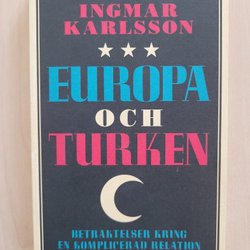 INGMAR
KARLSSON
EUROPA
OCH
TURKEN
BETRAKTELSER KRING
EN KOMPLICERAD RELATION